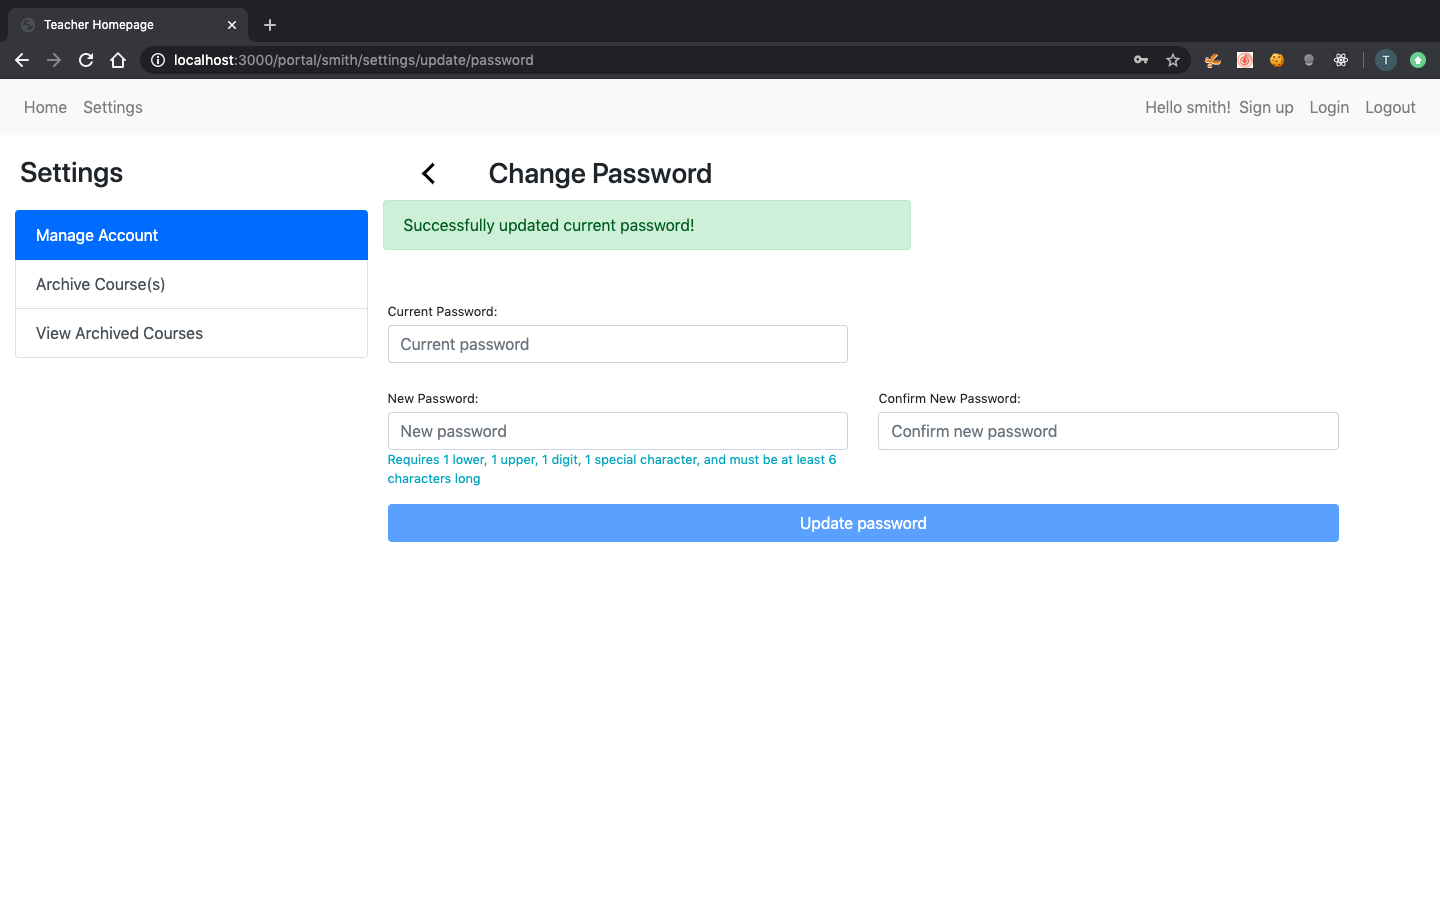 Teacher Homepage
localhost:3000/portal/smith/settings/update/password
T
Home Settings Hello smith! Sign up Login Logout
Settings
Manage Account
Archive Course(s)
View Archived Courses
Change Password
Successfully updated current password!
Current Password:
Current password
New Password:
New password
Requires 1 lower, 1 upper, 1 digit, 1 special character, and must be at least 6
characters long
Confirm New Password:
Confirm new password
Update password